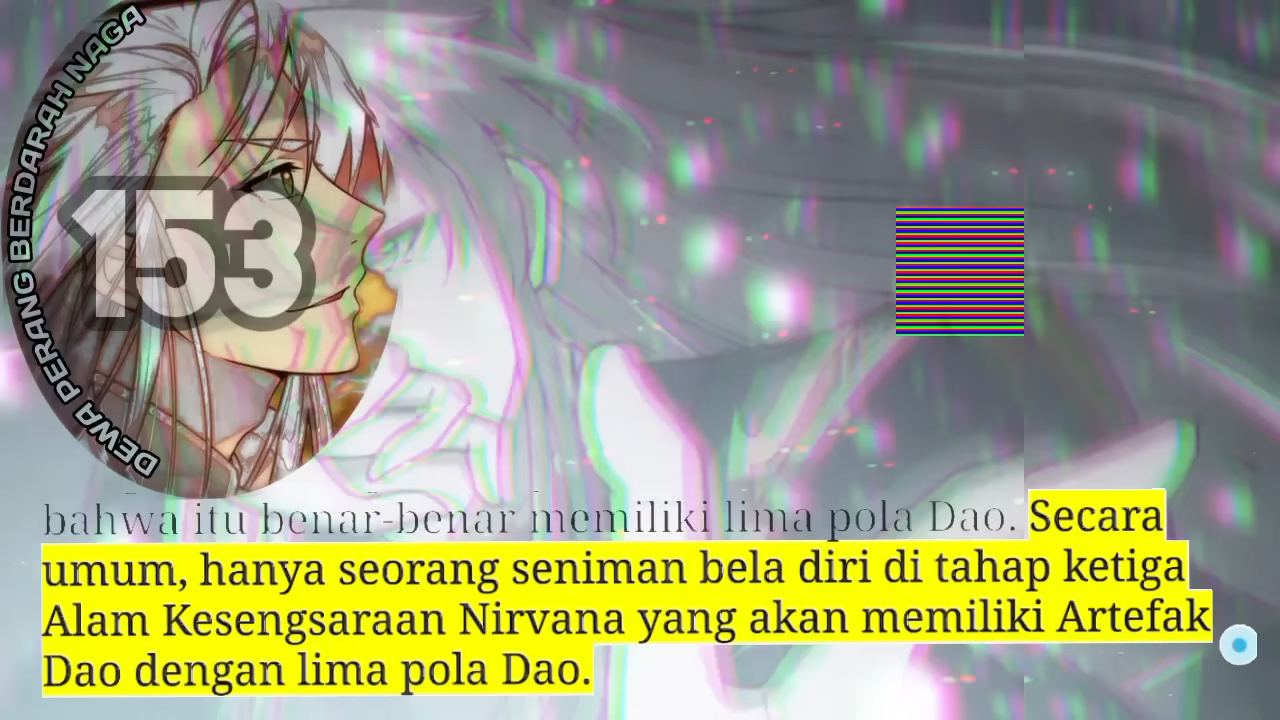 DEWA PERANG BERDARAH NAGA
153
bahwa itu benar-benar memiliki lima pola Dao. Secara
umum, hanya seorang seniman bela diri di tahap ketiga
Alam Kesengsaraan Nirvana yang akan memiliki Artefak
Dao dengan lima pola Dao.